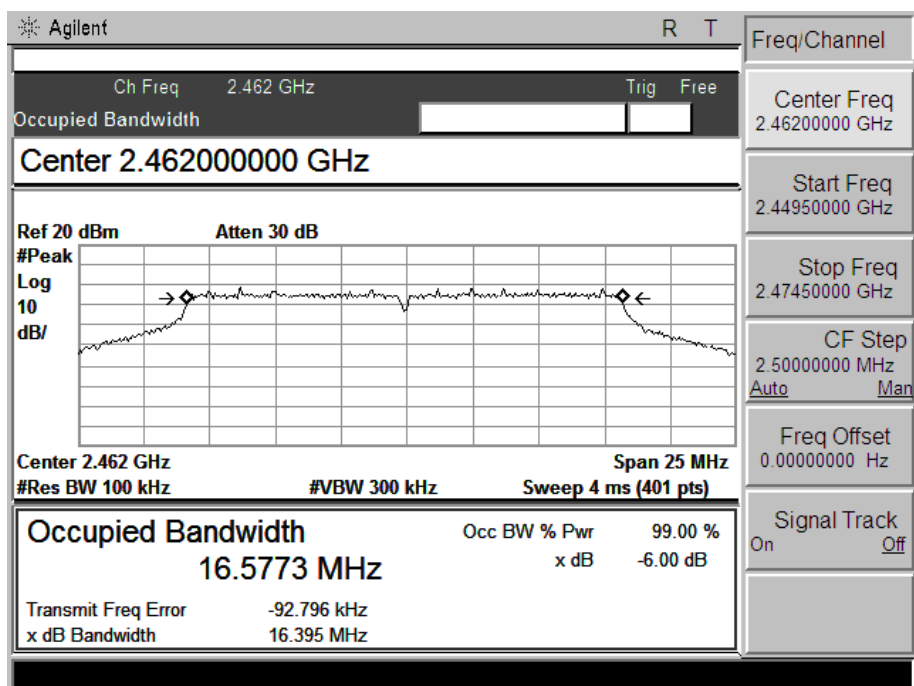 Agilent R T
Freq/Channel
Ch Freq 2.462 GHz Trig Free
Occupied Bandwidth
Center 2.462000000 GHz
Ref 20 dBm Atten 30 dB
#Peak
Log
10
dB/
Center 2.462 GHz Span 25 MHz
#Res BW 100 kHz #VBW 300 kHz Sweep 4 ms (401 pts)
Occupied Bandwidth
16.5773 MHz
Occ BW % Pwr 99.00 %
x dB -6.00 dB
Transmit Freq Error -92.796 kHz
x dB Bandwidth 16.395 MHz
Center Freq
2.46200000 GHz
Start Freq
2.44950000 GHz
Stop Freq
2.47450000 GHz
CF Step
2.50000000 MHz
Auto Man
Freq Offset
0.00000000 Hz
Signal Track
On Off